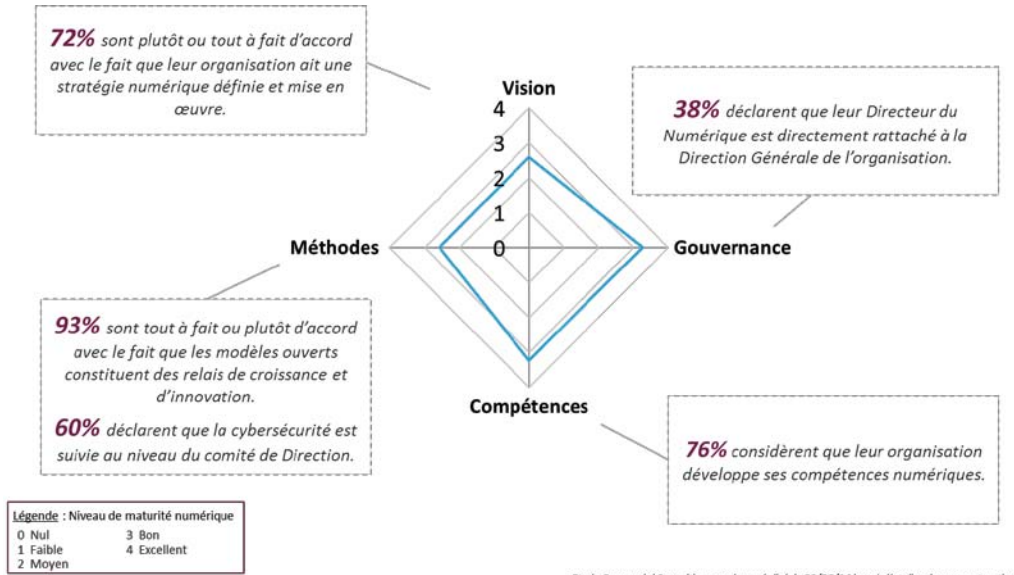 72% sont plutôt ou tout à fait d'accord
avec le fait que leur organisation ait une
stratégie numérique définie et mise en
œuvre.
38% déclarent que leur Directeur du
Numérique est directement rattaché à la
Direction Générale de l'organisation.
Vision
4
3
2
1
0
Méthodes
Gouvernance
Compétences
93% sont tout à fait ou plutôt d'accord
avec le fait que les modèles ouverts
constituent des relais de croissance et
d'innovation.
60% déclarent que la cybersécurité est
suivie au niveau du comité de Direction.
76% considèrent que leur organisation
développe ses compétences numériques.
Légende : Niveau de maturité numérique
0 Nul 3 Bon
1 Faible 4 Excellent
2 Moyen